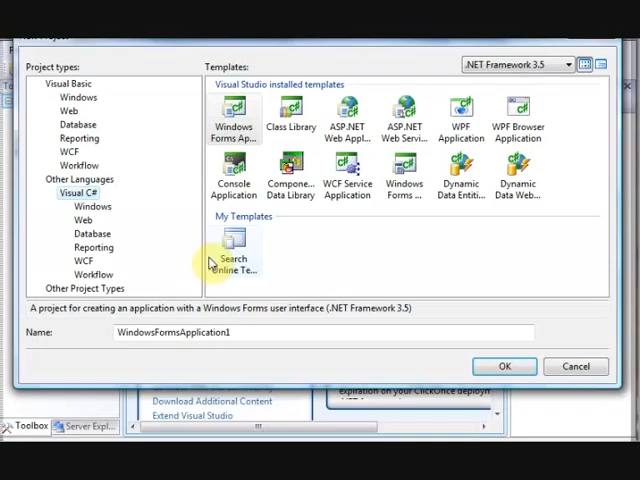 Project types:
Templates:
.NET Framework 3.5
Visual Basic
Windows
Web
Database
Reporting
WCF
Workflow
Other Languages
Visual C#
Windows
Web
Database
Reporting
WCF
Workflow
Other Project Types
Visual Studio installed templates
Windows Forms Ap...
Class Library
ASP.NET Web Appl...
ASP.NET Web Servi...
WPF Application
WPF Browser Application
Console Application
Compone... Data Library
WCF Service Application
Windows Forms ...
Dynamic Data Entiti...
Dynamic Data Web...
My Templates
Search Online Te...
A project for creating an application with a Windows Forms user interface (.NET Framework 3.5)
Name:
WindowsFormsApplication1
OK
Cancel
Download Additional Content
Extend Visual Studio
expiration on your ClickOnce deploym
Toolbox
Server Expl...